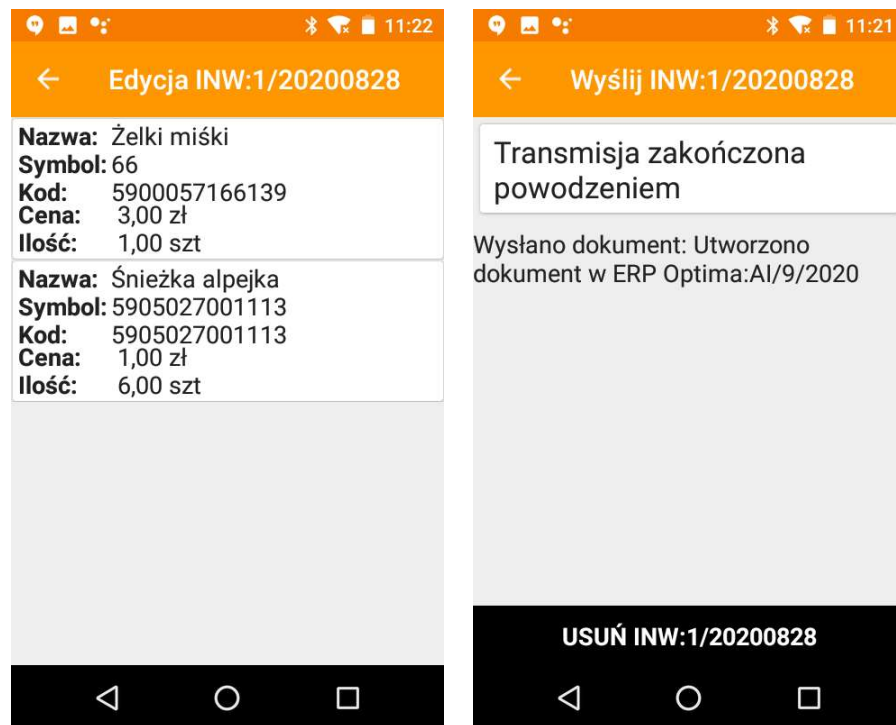 11:22
Edycja INW:1/20200828
Nazwa: Żelki miśki
Symbol: 66
Kod: 5900057166139
Cena: 3,00 zł
Ilość: 1,00 szt
Nazwa: Śnieżka alpejka
Symbol: 5905027001113
Kod: 5905027001113
Cena: 1,00 zł
Ilość: 6,00 szt
11:21
Wyślij INW:1/20200828
Transmisja zakończona
powodzeniem
Wysłano dokument: Utworzono
dokument w ERP Optima:AI/9/2020
USUŃ INW:1/20200828